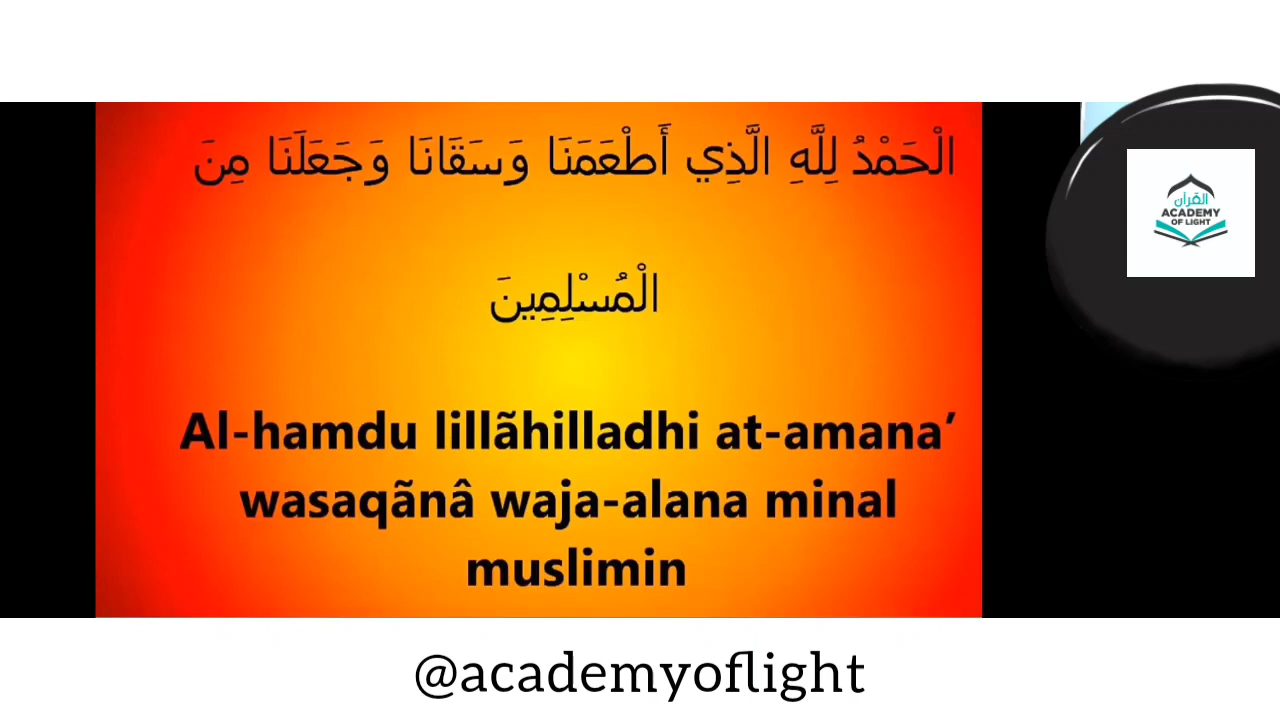 الْحَمْدُ لِلَّهِ الَّذِي أَطْعَمَنَا وَسَقَانَا وَجَعَلَنَا مِنَ
الْمُسْلِمِينَ
Al-hamdu lillãhilladhi at-amana’
wasaqãnâ waja-alana minal
muslimin
القرآن
ACADEMY
OF LIGHT
@academyoflight